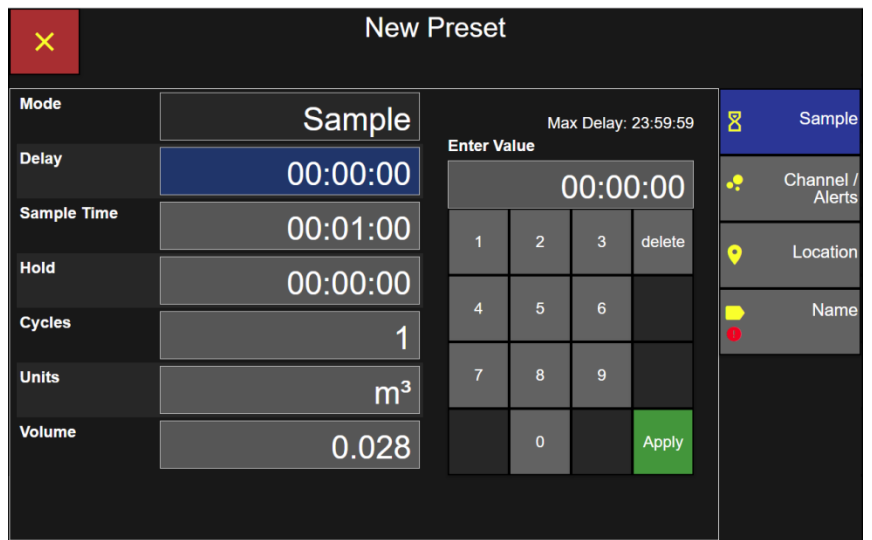 New Preset
Mode
Sample
Delay
00:00:00
Sample Time
00:01:00
Hold
00:00:00
Cycles
1
Units
m³
Volume
0.028
Max Delay: 23:59:59
Enter Value
00:00:00
1 2 3 delete
4 5 6
7 8 9
0 Apply
Sample
Channel /
Alerts
Location
Name